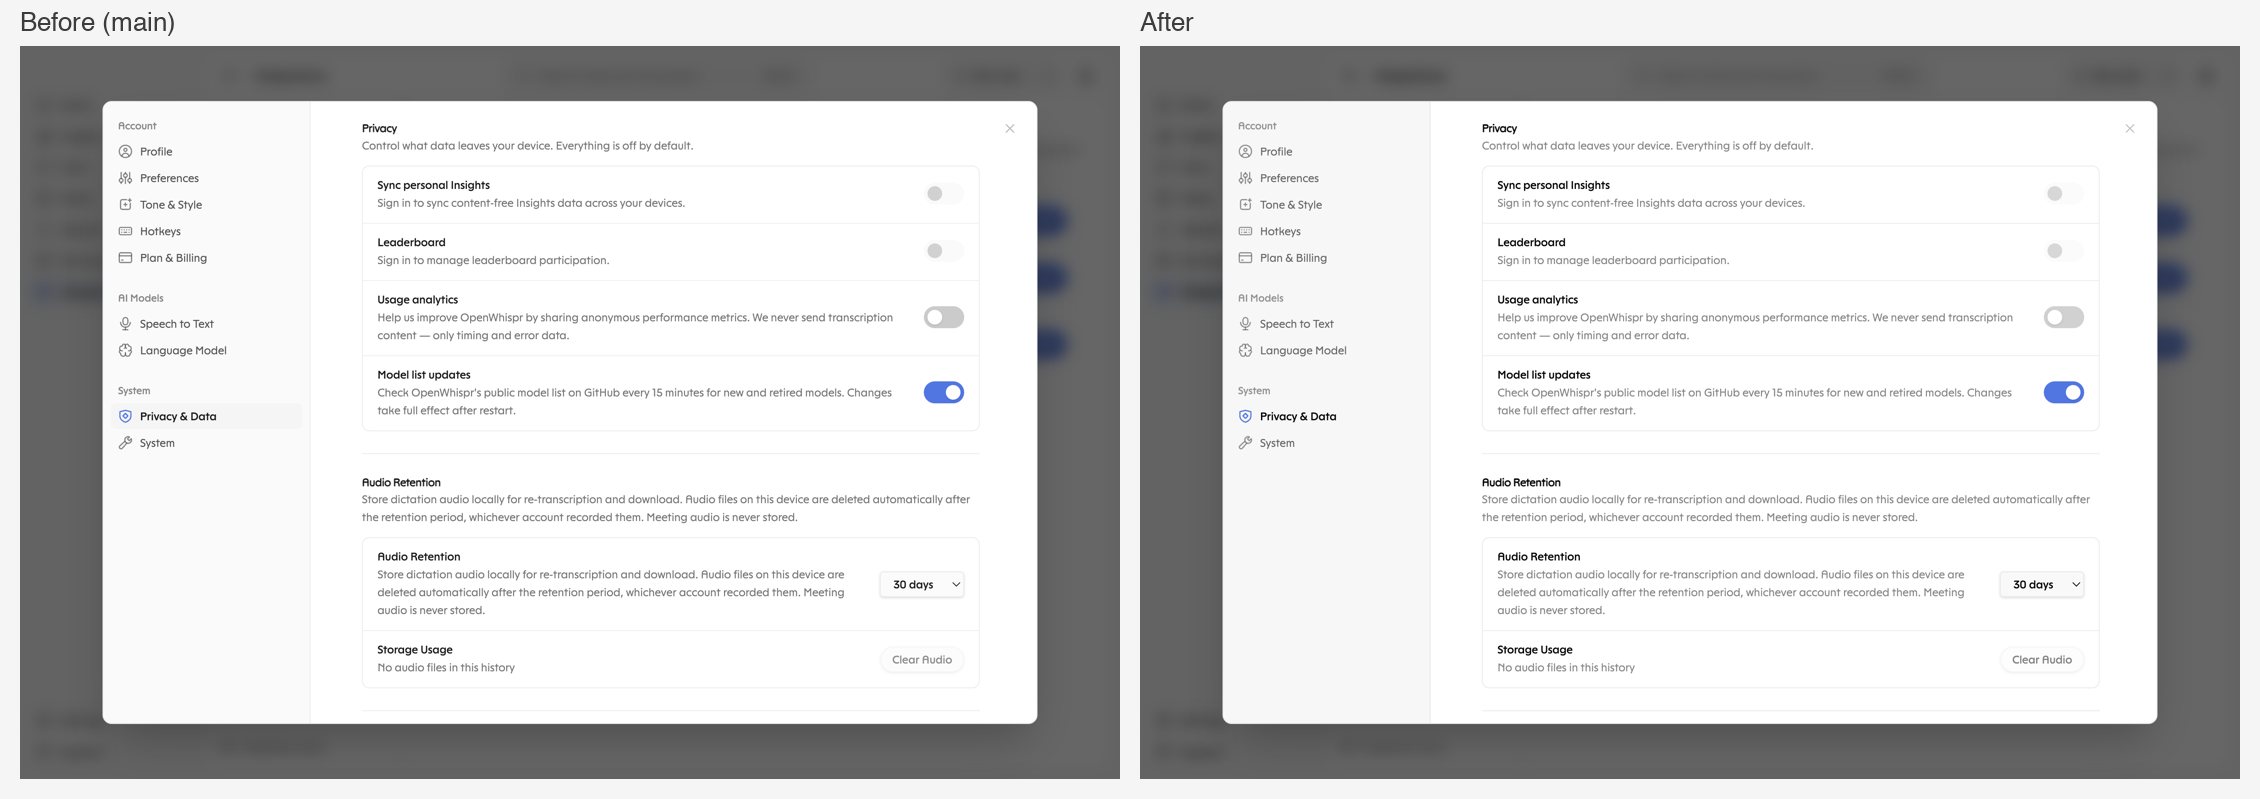 Before (main)
Account
Profile
Preferences
Tone & Style
Hotkeys
Plan & Billing
AI Models
Speech to Text
Language Model
System
Privacy & Data
System
Privacy
Control what data leaves your device. Everything is off by default.
Sync personal Insights
Sign in to sync content-free Insights data across your devices.
Leaderboard
Sign in to manage leaderboard participation.
Usage analytics
Help us improve OpenWhispr by sharing anonymous performance metrics. We never send transcription
content — only timing and error data.
Model list updates
Check OpenWhispr's public model list on GitHub every 15 minutes for new and retired models. Changes
take full effect after restart.
Audio Retention
Store dictation audio locally for re-transcription and download. Audio files on this device are deleted automatically after
the retention period, whichever account recorded them. Meeting audio is never stored.
Audio Retention
Store dictation audio locally for re-transcription and download. Audio files on this device are
deleted automatically after the retention period, whichever account recorded them. Meeting
audio is never stored.
30 days
Storage Usage
No audio files in this history
Clear Audio
After
Account
Profile
Preferences
Tone & Style
Hotkeys
Plan & Billing
AI Models
Speech to Text
Language Model
System
Privacy & Data
System
Privacy
Control what data leaves your device. Everything is off by default.
Sync personal Insights
Sign in to sync content-free Insights data across your devices.
Leaderboard
Sign in to manage leaderboard participation.
Usage analytics
Help us improve OpenWhispr by sharing anonymous performance metrics. We never send transcription
content — only timing and error data.
Model list updates
Check OpenWhispr's public model list on GitHub every 15 minutes for new and retired models. Changes
take full effect after restart.
Audio Retention
Store dictation audio locally for re-transcription and download. Audio files on this device are deleted automatically after
the retention period, whichever account recorded them. Meeting audio is never stored.
Audio Retention
Store dictation audio locally for re-transcription and download. Audio files on this device are
deleted automatically after the retention period, whichever account recorded them. Meeting
audio is never stored.
30 days
Storage Usage
No audio files in this history
Clear Audio